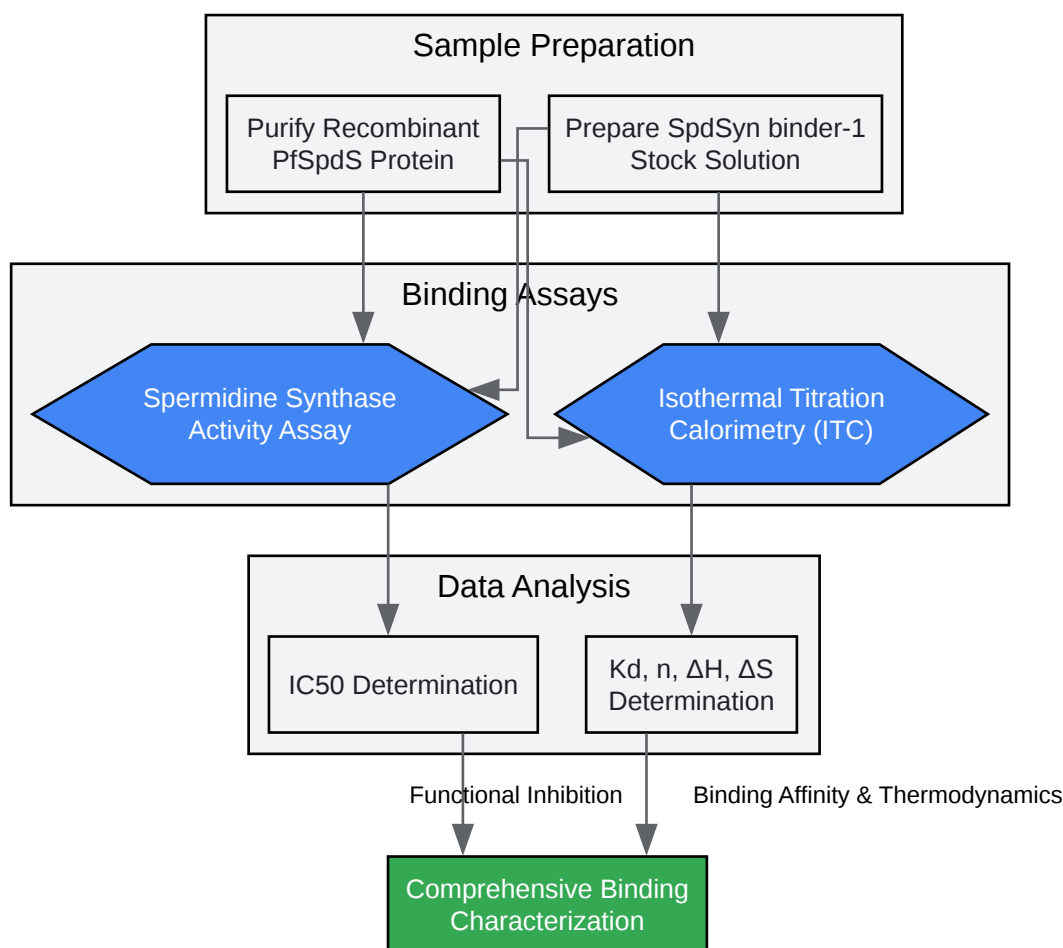 Sample Preparation
Purify Recombinant
PfSpdS Protein
Prepare SpdSyn binder-1
Stock Solution
Binding Assays
Spermidine Synthase
Activity Assay
Isothermal Titration
Calorimetry (ITC)
Data Analysis
IC50 Determination
Kd, n, ΔH, ΔS
Determination
Functional Inhibition
Binding Affinity & Thermodynamics
Comprehensive Binding
Characterization